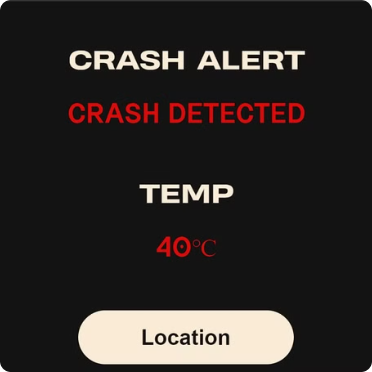 CRASH ALERT
CRASH DETECTED
TEMP
40°C
Location